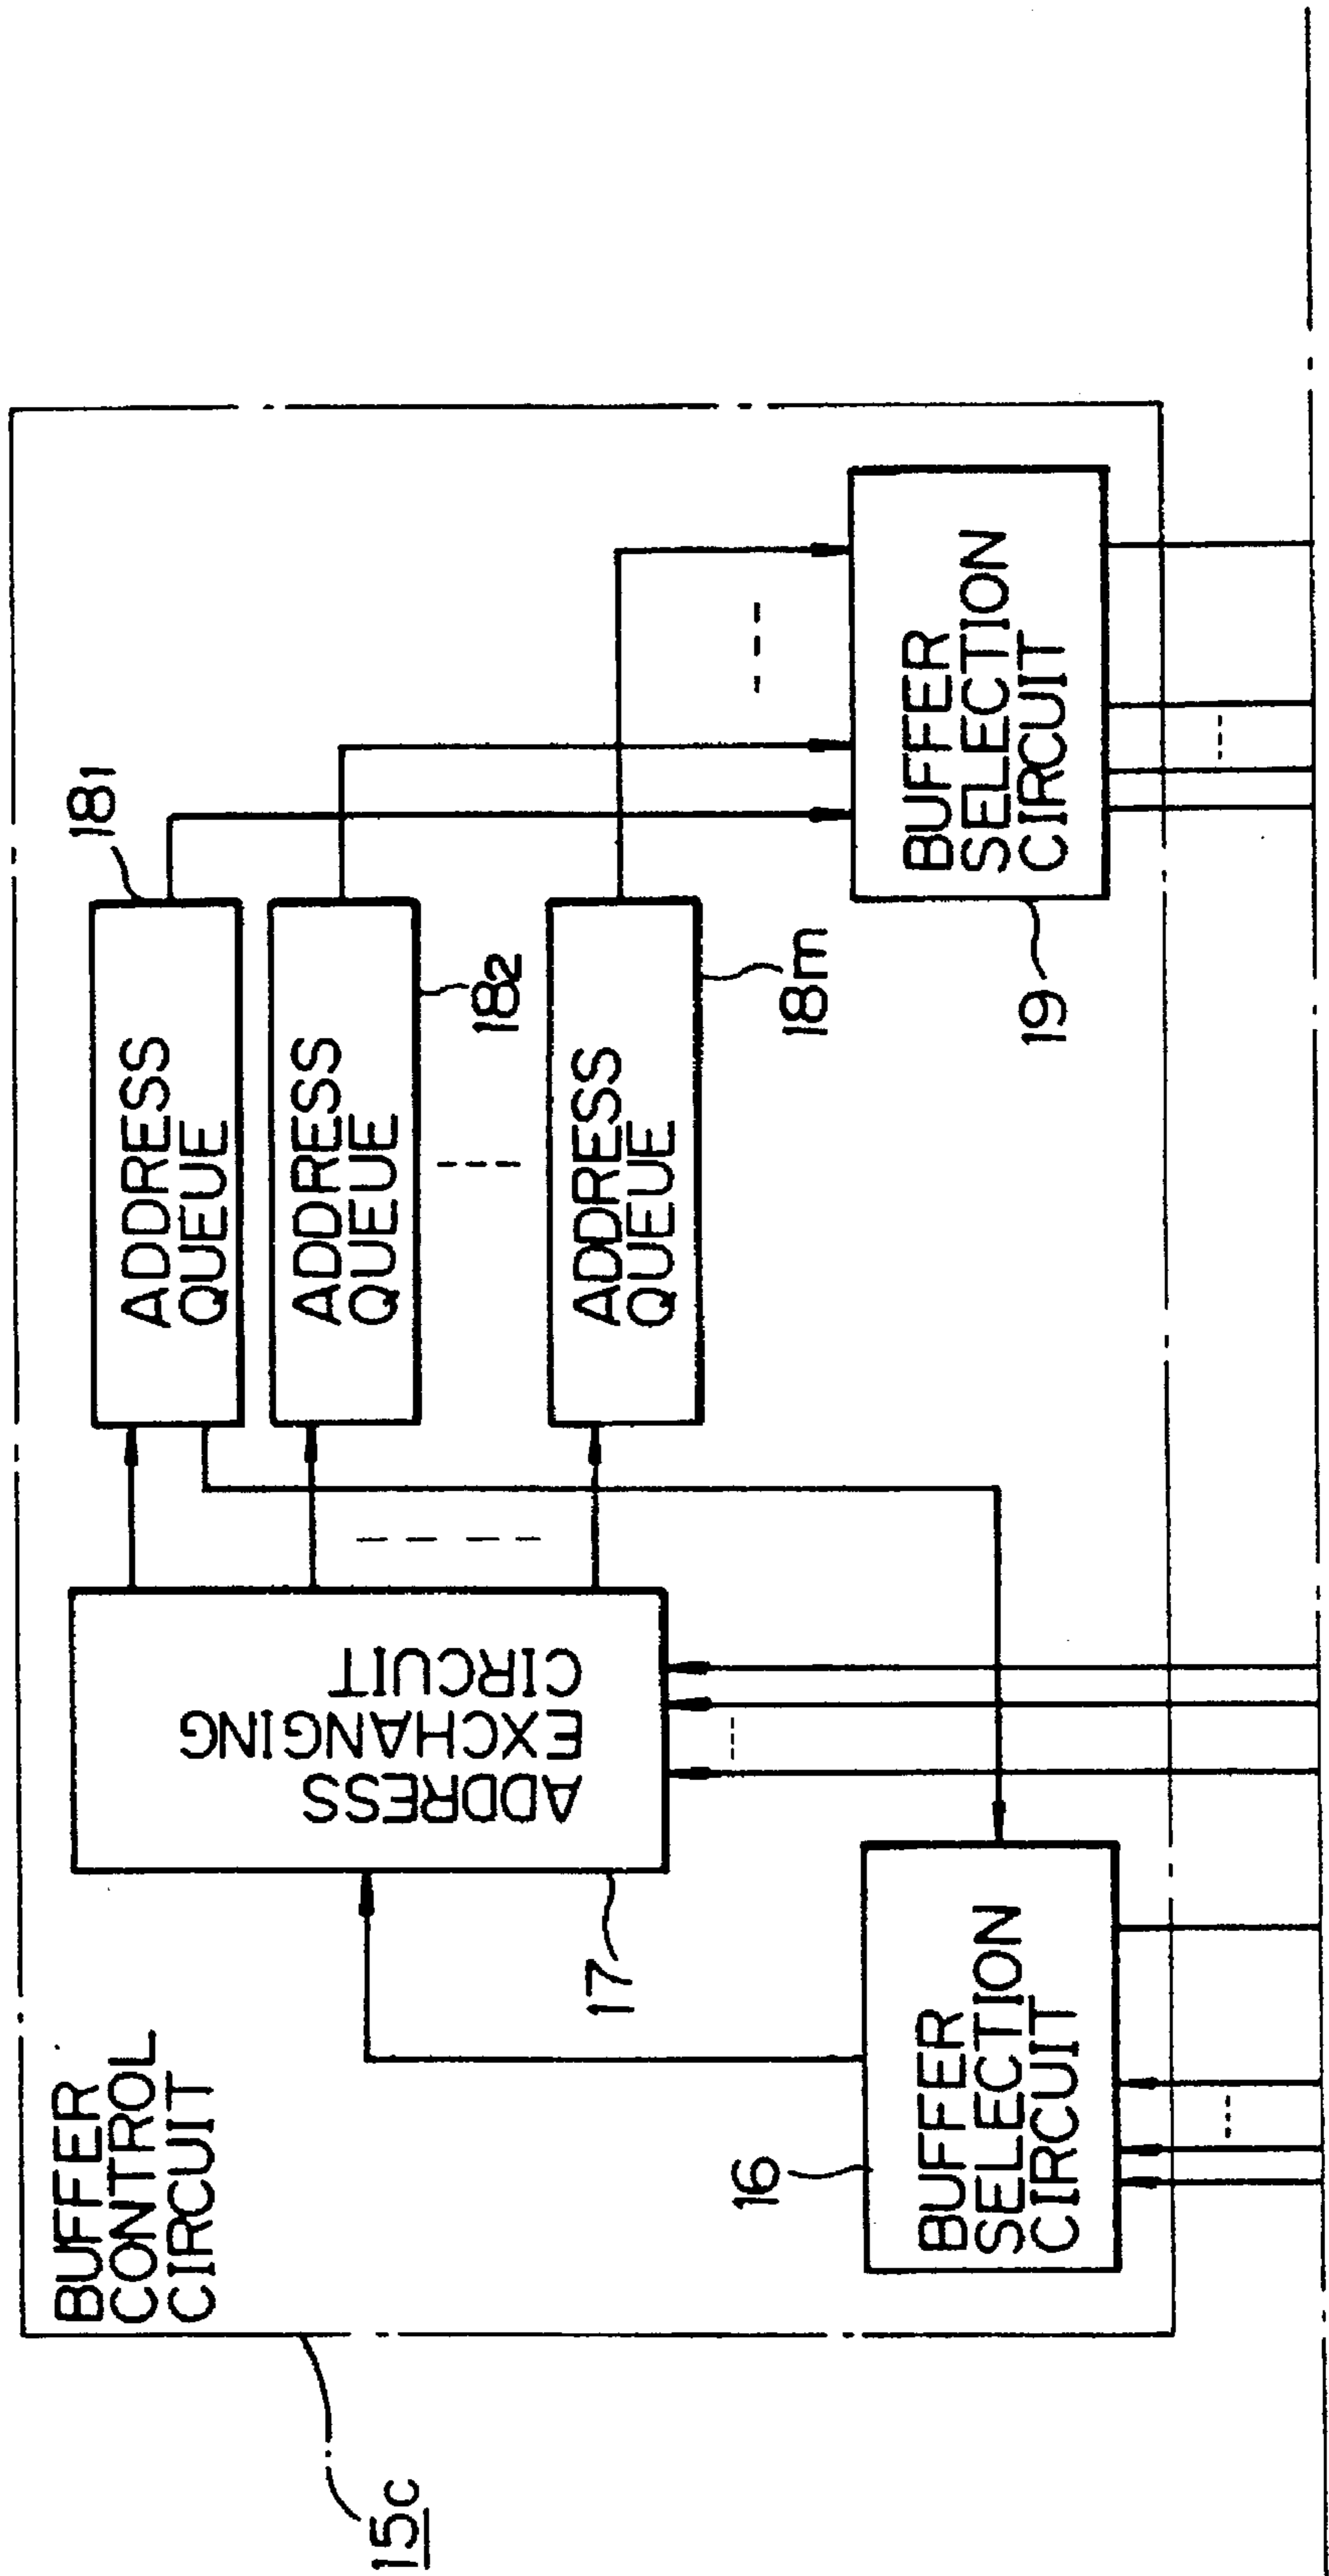 BUFFER
CONTROL
CIRCUIT
15c
16
BUFFER
SELECTION
CIRCUIT
17
ADDRESS
EXCHANGING
CIRCUIT
ADDRESS
QUEUE
18₁
ADDRESS
QUEUE
18₂
ADDRESS
QUEUE
18m
BUFFER
SELECTION
CIRCUIT
19